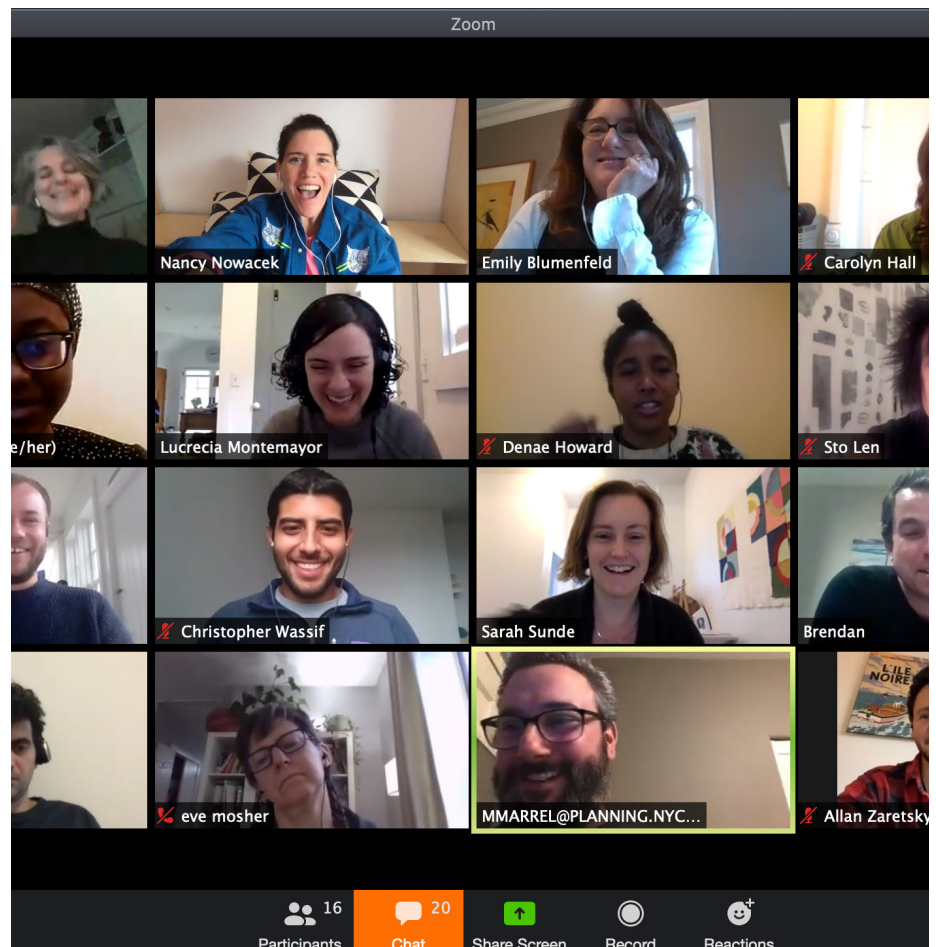 Zoom
Nancy Nowacek
Emily Blumenfeld
Carolyn Hall
e/her)
Lucrecia Montemayor
Denae Howard
Sto Len
Christopher Wassif
Sarah Sunde
Brendan
L'ILE
NOIRE
eve mosher
MMARREL@PLANNING.NYC...
Allan Zaretsky
16
20
Participants
Chat
Share Screen
Record
Reactions